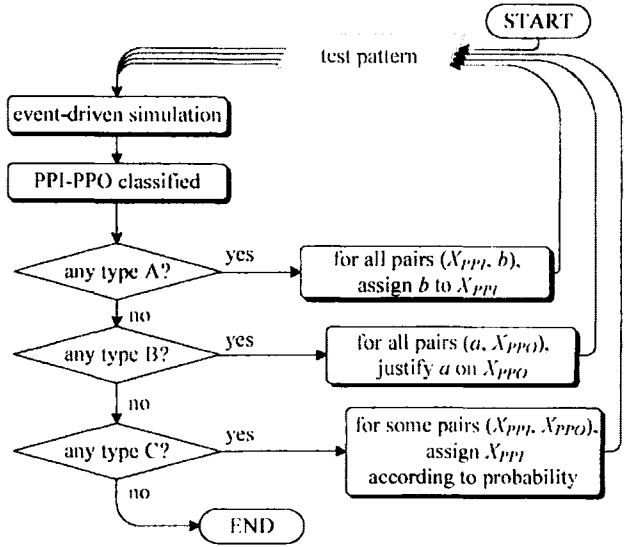 START
test pattern
event-driven simulation
PPI-PPO classified
any type A?
yes
for all pairs (X_PPI, b),
assign b to X_PPI
no
any type B?
yes
for all pairs (a, X_PPO),
justify a on X_PPO
no
any type C?
yes
for some pairs (X_PPI, X_PPO),
assign X_PPI
according to probability
no
END